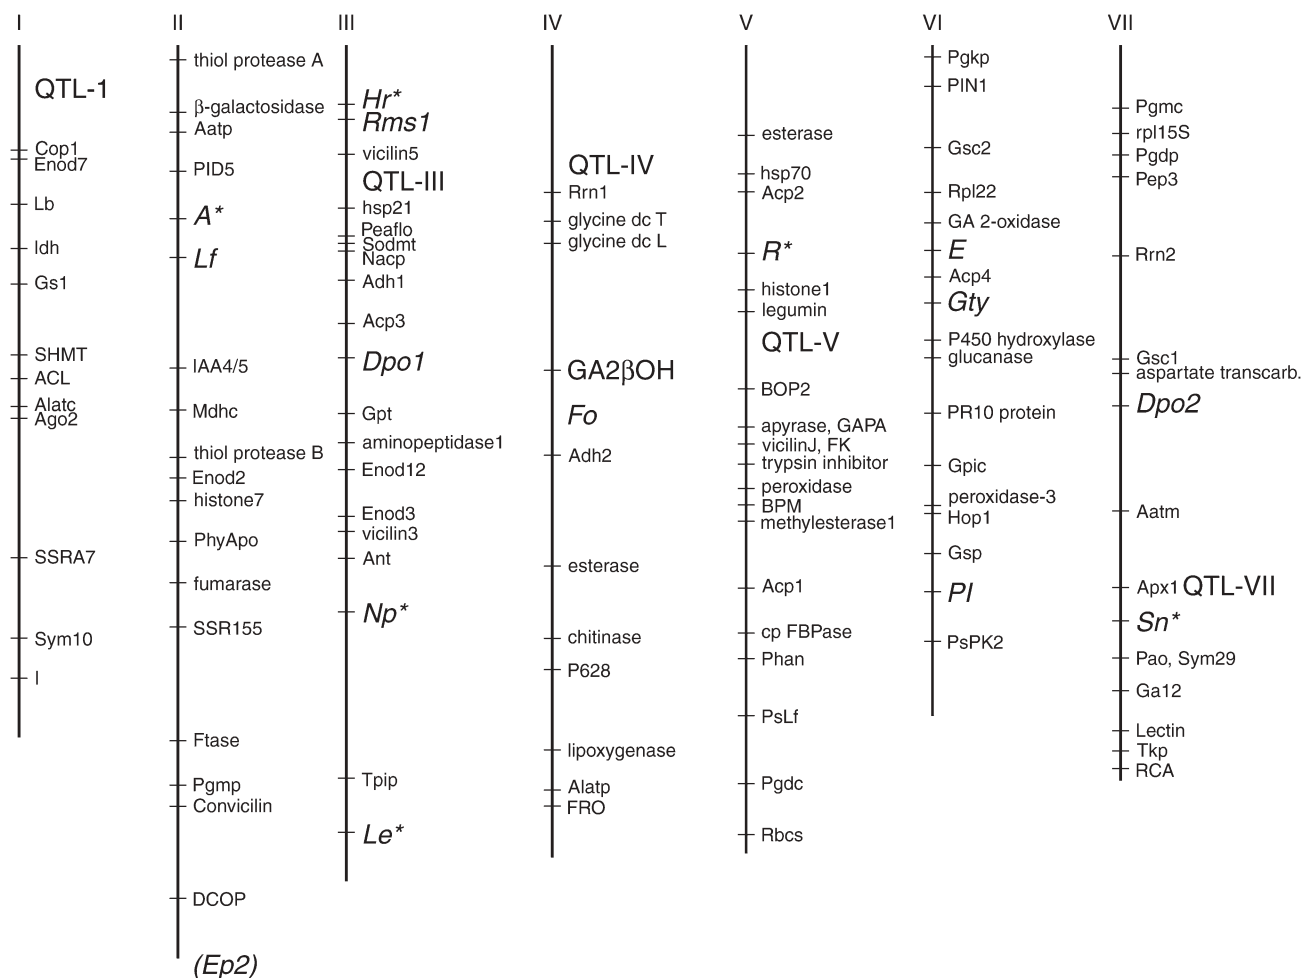 I
QTL-1
Cop1
Enod7
Lb
Idh
Gs1
SHMT
ACL
Alatc
Ago2
SSRA7
Sym10
I
II
thiol protease A
β-galactosidase
Aatp
PID5
A*
Lf
IAA4/5
Mdhc
thiol protease B
Enod2
histone7
PhyApo
fumarase
SSR155
Ftase
Pgmp
Convicilin
DCOP
(Ep2)
III
Hr*
Rms1
vicilin5
QTL-III
hsp21
Peaflo
Sodmt
Nacp
Adh1
Acp3
Dpo1
Gpt
aminopeptidase1
Enod12
Enod3
vicilin3
Ant
Np*
Tpip
Le*
IV
QTL-IV
Rrn1
glycine dc T
glycine dc L
GA2βOH
Fo
Adh2
esterase
chitinase
P628
lipoxygenase
Alatp
FRO
V
esterase
hsp70
Acp2
R*
histone1
legumin
QTL-V
BOP2
apyrase, GAPA
vicilinJ, FK
trypsin inhibitor
peroxidase
BPM
methylesterase1
Acp1
cp FBPase
Phan
PsLf
Pgdc
Rbcs
VI
Pgkp
PIN1
Gsc2
Rpl22
GA 2-oxidase
E
Acp4
Gty
P450 hydroxylase
glucanase
PR10 protein
Gpic
peroxidase-3
Hop1
Gsp
Pl
PsPK2
VII
Pgmc
rpl15S
Pgdp
Pep3
Rrn2
Gsc1
aspartate transcarb.
Dpo2
Aatm
Apx1 QTL-VII
Sn*
Pao, Sym29
Ga12
Lectin
Tkp
RCA